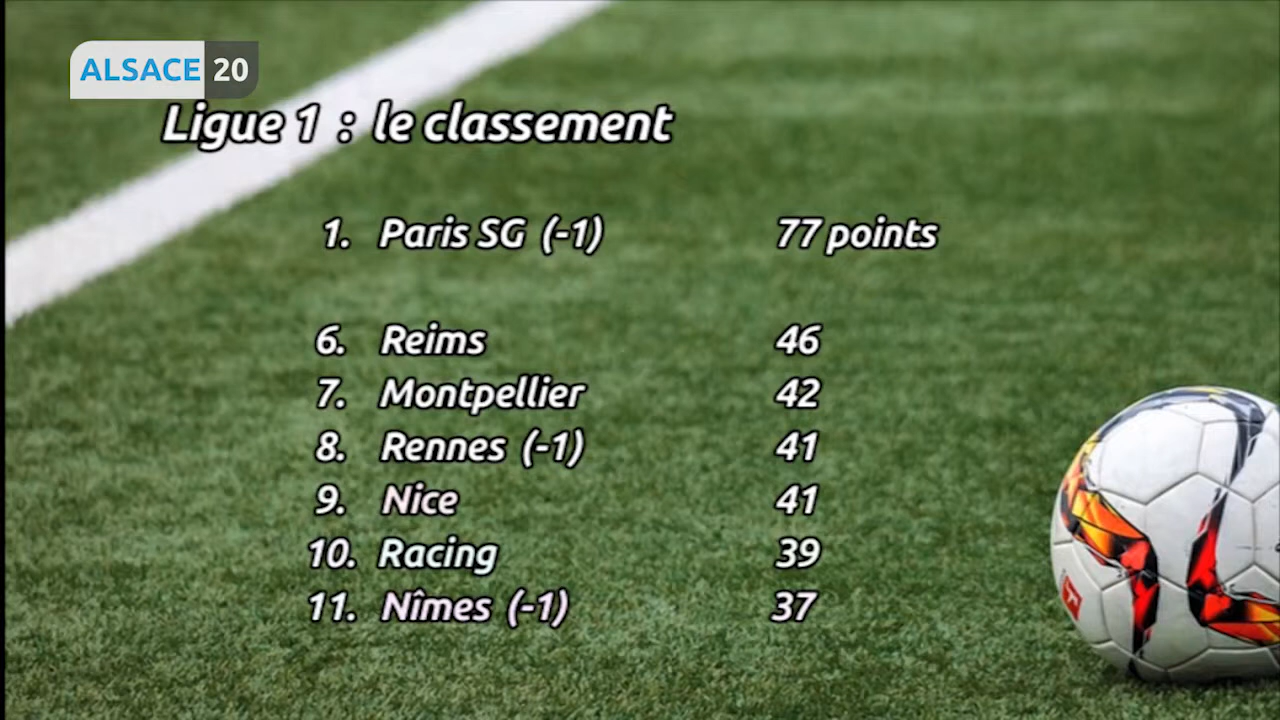 ALSACE 20
Ligue 1 : le classement
1. Paris SG (-1) 77 points
6. Reims 46
7. Montpellier 42
8. Rennes (-1) 41
9. Nice 41
10. Racing 39
11. Nîmes (-1) 37